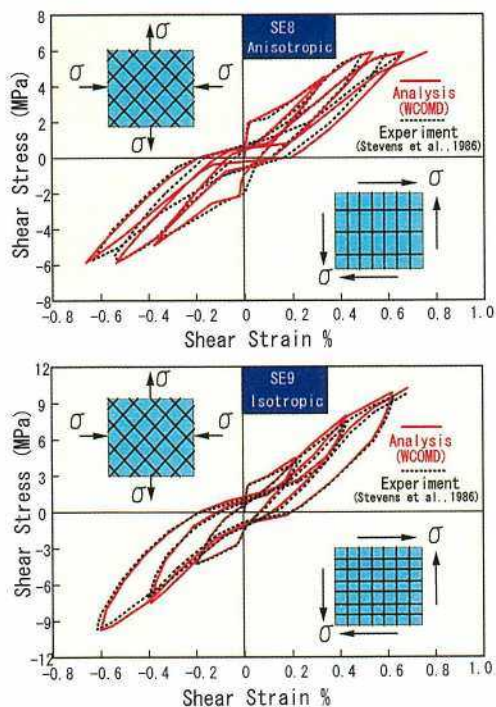 SE8
Anisotropic
σ
σ
σ
σ
Analysis
(WCOMD)
Experiment
(Stevens et al., 1986)
σ
σ
Shear Stress (MPa)
8
6
4
2
0
-2
-4
-6
-8
-0.8 -0.6 -0.4 -0.2 0 0.2 0.4 0.6 0.8 1.0
Shear Strain %
SE9
Isotropic
σ
σ
σ
σ
Analysis
(WCOMD)
Experiment
(Stevens et al., 1986)
σ
σ
Shear Stress (MPa)
12
9
6
3
0
-3
-6
-9
-12
-0.8 -0.6 -0.4 -0.2 0 0.2 0.4 0.6 0.8 1.0
Shear Strain %